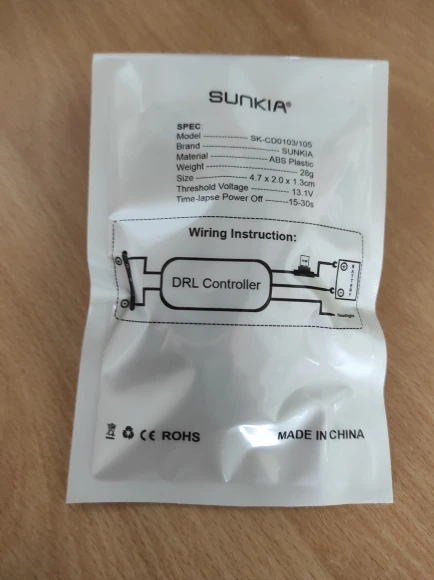 SUNKIA®
SPEC:
Model ---------- SK-CD0103/105
Brand ---------- SUNKIA
Material ---------- ABS Plastic
Weight ---------- 28g
Size ---------- 4.7 x 2.0 x 1.3cm
Threshold Voltage ---------- 13.1V
Time-lapse Power Off -------15-30s
Wiring Instruction:
DRL Controller
BATTERY
CE ROHS
MADE IN CHINA